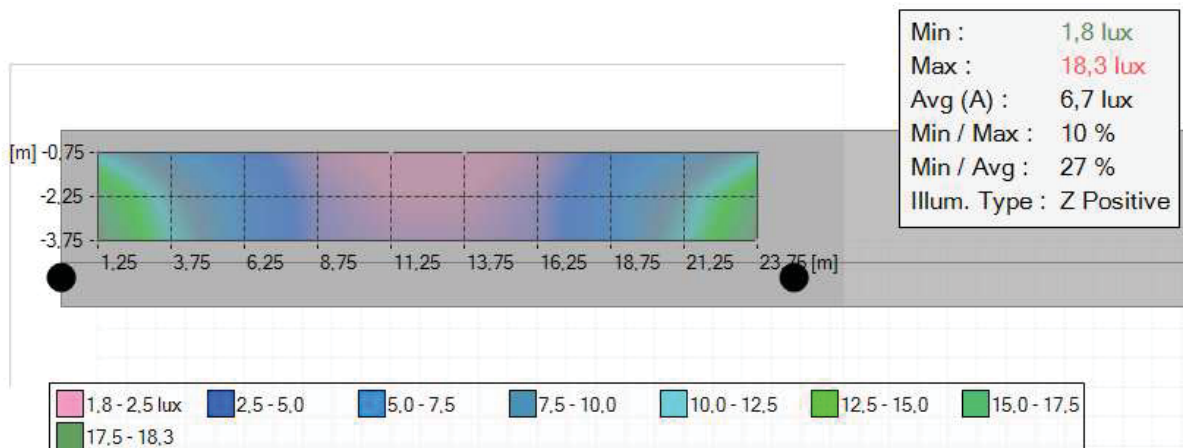 Min : 1,8 lux
Max : 18,3 lux
Avg (A) : 6,7 lux
Min / Max : 10 %
Min / Avg : 27 %
Illum. Type : Z Positive
[m] -0,75
-2,25
-3,75
1,25 3,75 6,25 8,75 11,25 13,75 16,25 18,75 21,25 23,75 [m]
1,8 - 2,5 lux 2,5 - 5,0 5,0 - 7,5 7,5 - 10,0 10,0 - 12,5 12,5 - 15,0 15,0 - 17,5
17,5 - 18,3